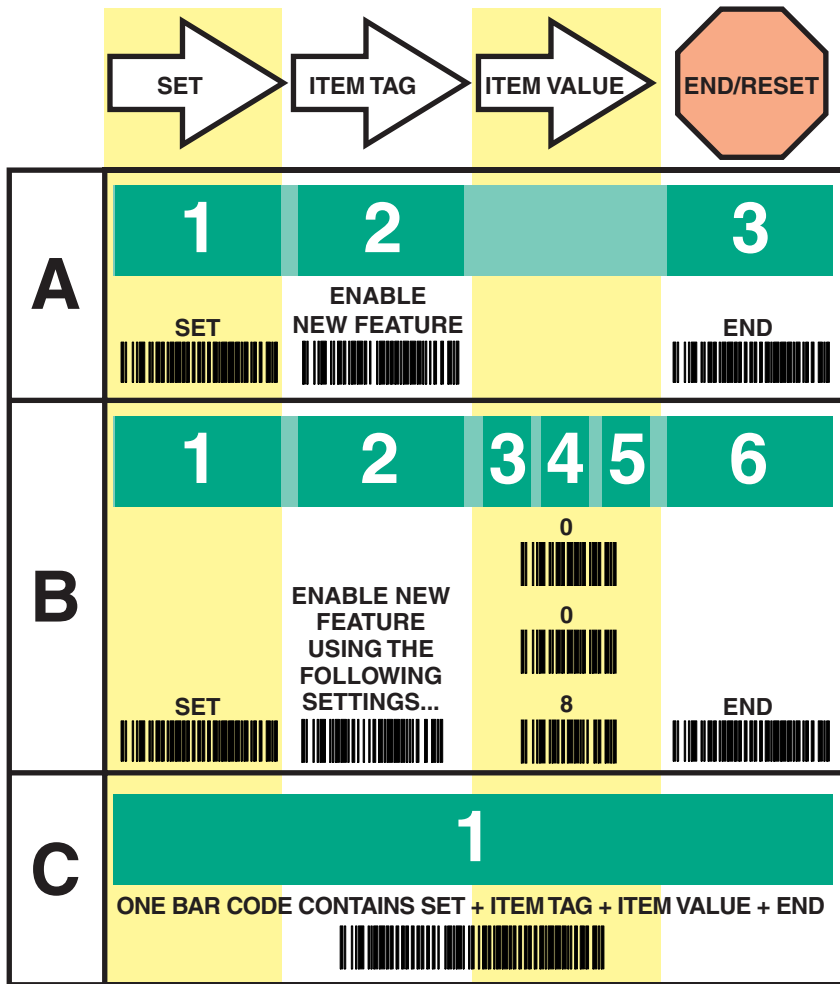 SET
ITEM TAG
ITEM VALUE
END/RESET
A
1
2
3
SET
ENABLE
NEW FEATURE
END
B
1
2
3
4
5
6
SET
ENABLE NEW
FEATURE
USING THE
FOLLOWING
SETTINGS...
0
0
8
END
C
1
ONE BAR CODE CONTAINS SET + ITEM TAG + ITEM VALUE + END